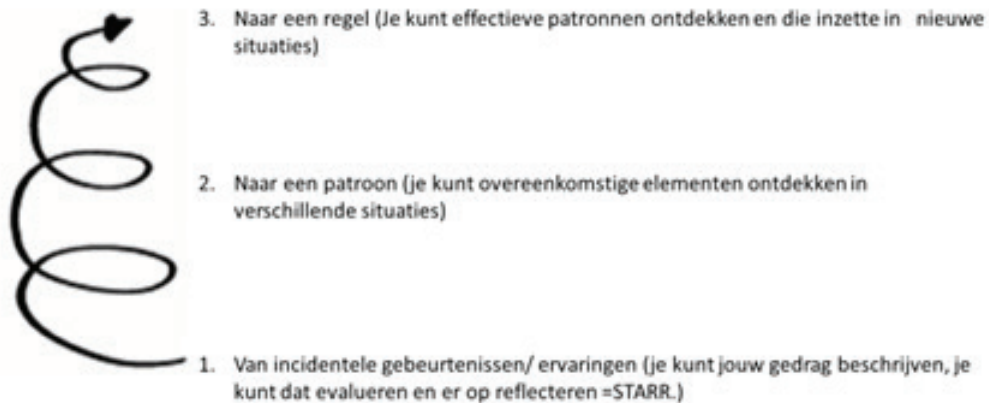 3. Naar een regel (Je kunt effectieve patronnen ontdekken en die inzette in nieuwe
situaties)
2. Naar een patroon (je kunt overeenkomstige elementen ontdekken in
verschillende situaties)
1. Van incidentele gebeurtenissen/ ervaringen (je kunt jouw gedrag beschrijven, je
kunt dat evalueren en er op reflecteren =STARR.)